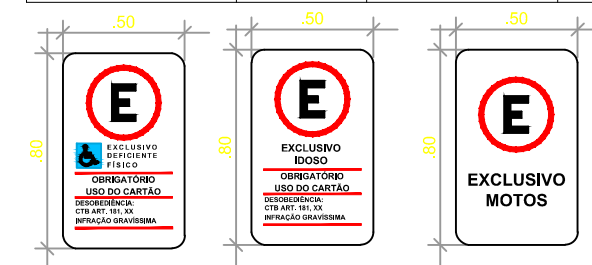 .50
.80
E
EXCLUSIVO
DEFICIENTE
FÍSICO
OBRIGATÓRIO
USO DO CARTÃO
DESOBEDIÊNCIA:
CTB ART. 181, XX
INFRAÇÃO GRAVÍSSIMA
.50
.80
E
EXCLUSIVO
IDOSO
OBRIGATÓRIO
USO DO CARTÃO
DESOBEDIÊNCIA:
CTB ART. 181, XX
INFRAÇÃO GRAVÍSSIMA
.50
.80
E
EXCLUSIVO
MOTOS